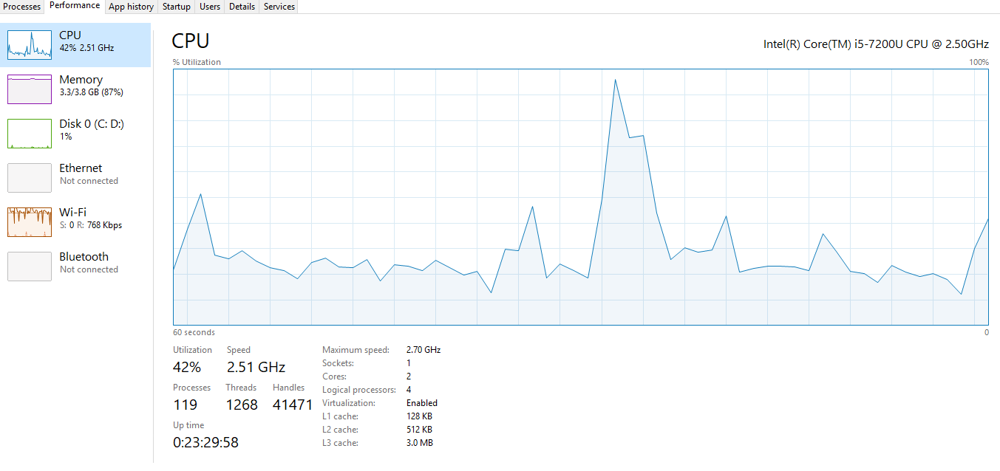 Processes Performance App history Startup Users Details Services
CPU
42% 2.51 GHz
Memory
3.3/3.8 GB (87%)
Disk 0 (C: D:)
1%
Ethernet
Not connected
Wi-Fi
S: 0 R: 768 Kbps
Bluetooth
Not connected
CPU
Intel(R) Core(TM) i5-7200U CPU @ 2.50GHz
% Utilization
100%
60 seconds
0
Utilization Speed
42% 2.51 GHz
Processes Threads Handles
119 1268 41471
Up time
0:23:29:58
Maximum speed: 2.70 GHz
Sockets: 1
Cores: 2
Logical processors: 4
Virtualization: Enabled
L1 cache: 128 KB
L2 cache: 512 KB
L3 cache: 3.0 MB